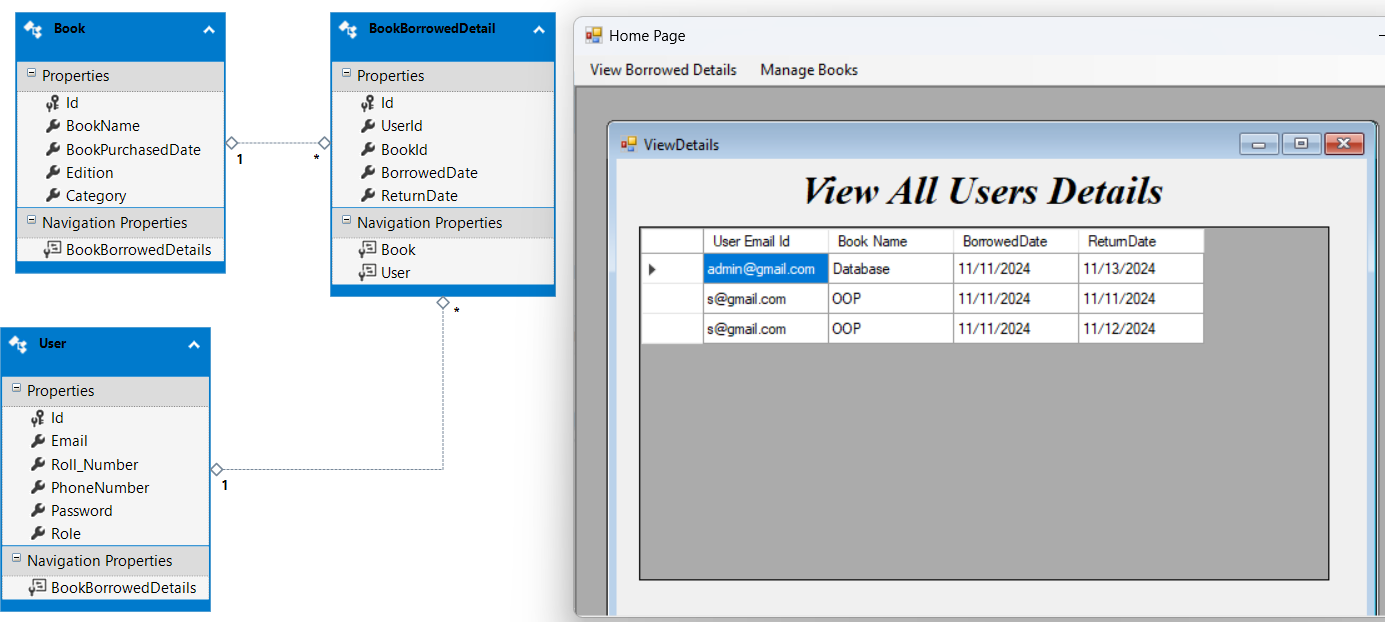 Book
Properties
Id
BookName
BookPurchasedDate
Edition
Category
Navigation Properties
BookBorrowedDetails
1
*
BookBorrowedDetail
Properties
Id
UserId
BookId
BorrowedDate
ReturnDate
Navigation Properties
Book
User
*
User
Properties
Id
Email
Roll_Number
PhoneNumber
Password
Role
Navigation Properties
BookBorrowedDetails
1
Home Page
View Borrowed Details Manage Books
ViewDetails
View All Users Details
User Email Id Book Name BorrowedDate ReturnDate
admin@gmail.com Database 11/11/2024 11/13/2024
s@gmail.com OOP 11/11/2024 11/11/2024
s@gmail.com OOP 11/11/2024 11/12/2024